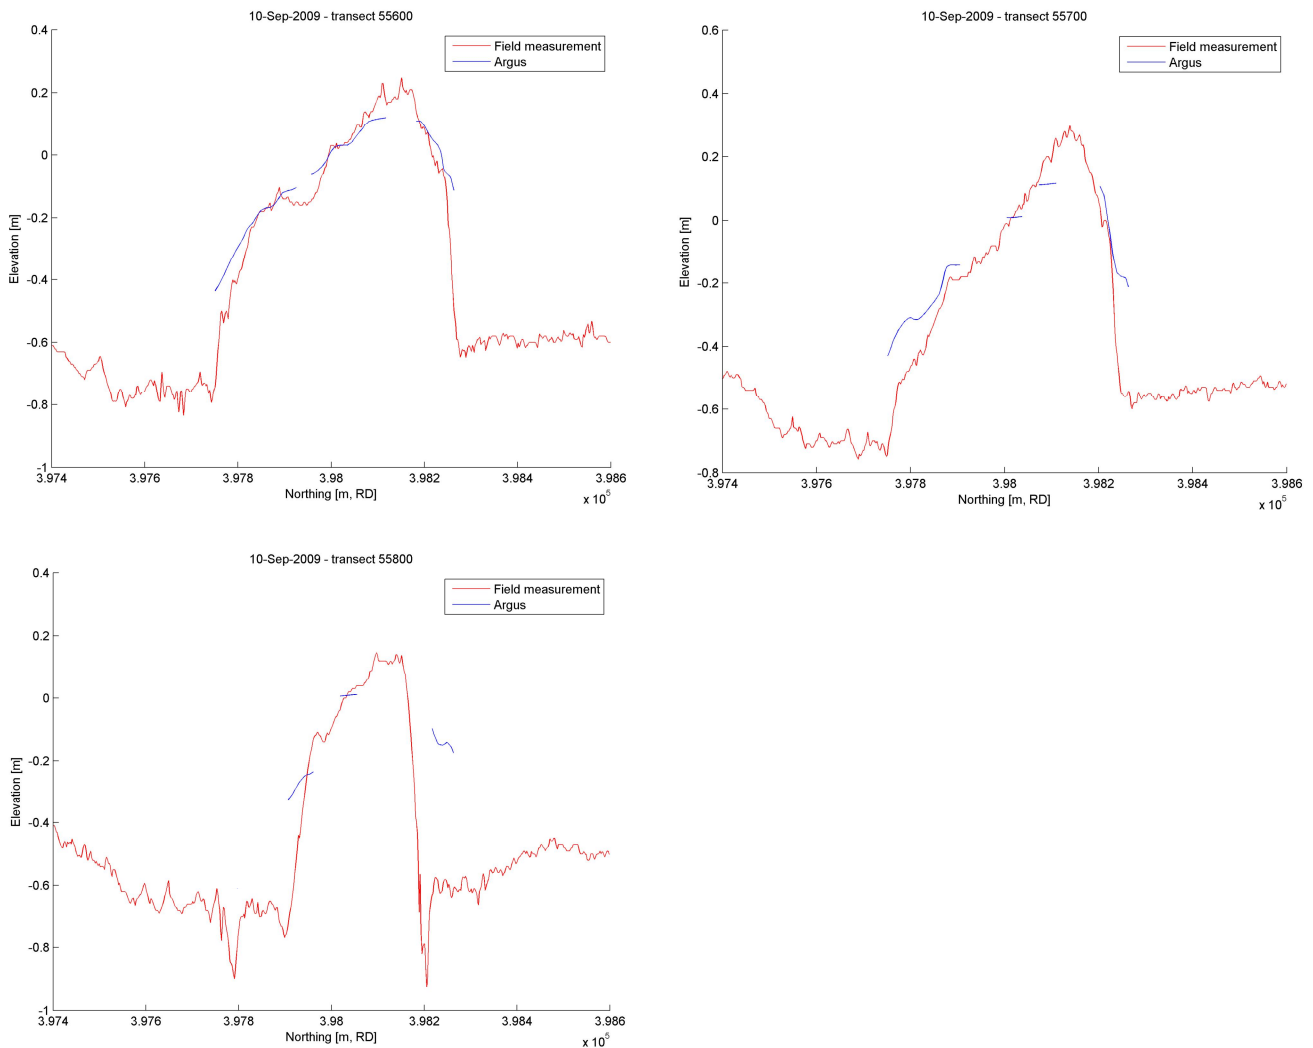 10-Sep-2009 - transect 55600
0.4
0.2
0
-0.2
-0.4
-0.6
-0.8
-1
Elevation [m]
Field measurement
Argus
3.974 3.976 3.978 3.98 3.982 3.984 3.986
Northing [m, RD]
x 10^5
10-Sep-2009 - transect 55700
0.6
0.4
0.2
0
-0.2
-0.4
-0.6
-0.8
Elevation [m]
Field measurement
Argus
3.974 3.976 3.978 3.98 3.982 3.984 3.986
Northing [m, RD]
x 10^5
10-Sep-2009 - transect 55800
0.4
0.2
0
-0.2
-0.4
-0.6
-0.8
-1
Elevation [m]
Field measurement
Argus
3.974 3.976 3.978 3.98 3.982 3.984 3.986
Northing [m, RD]
x 10^5